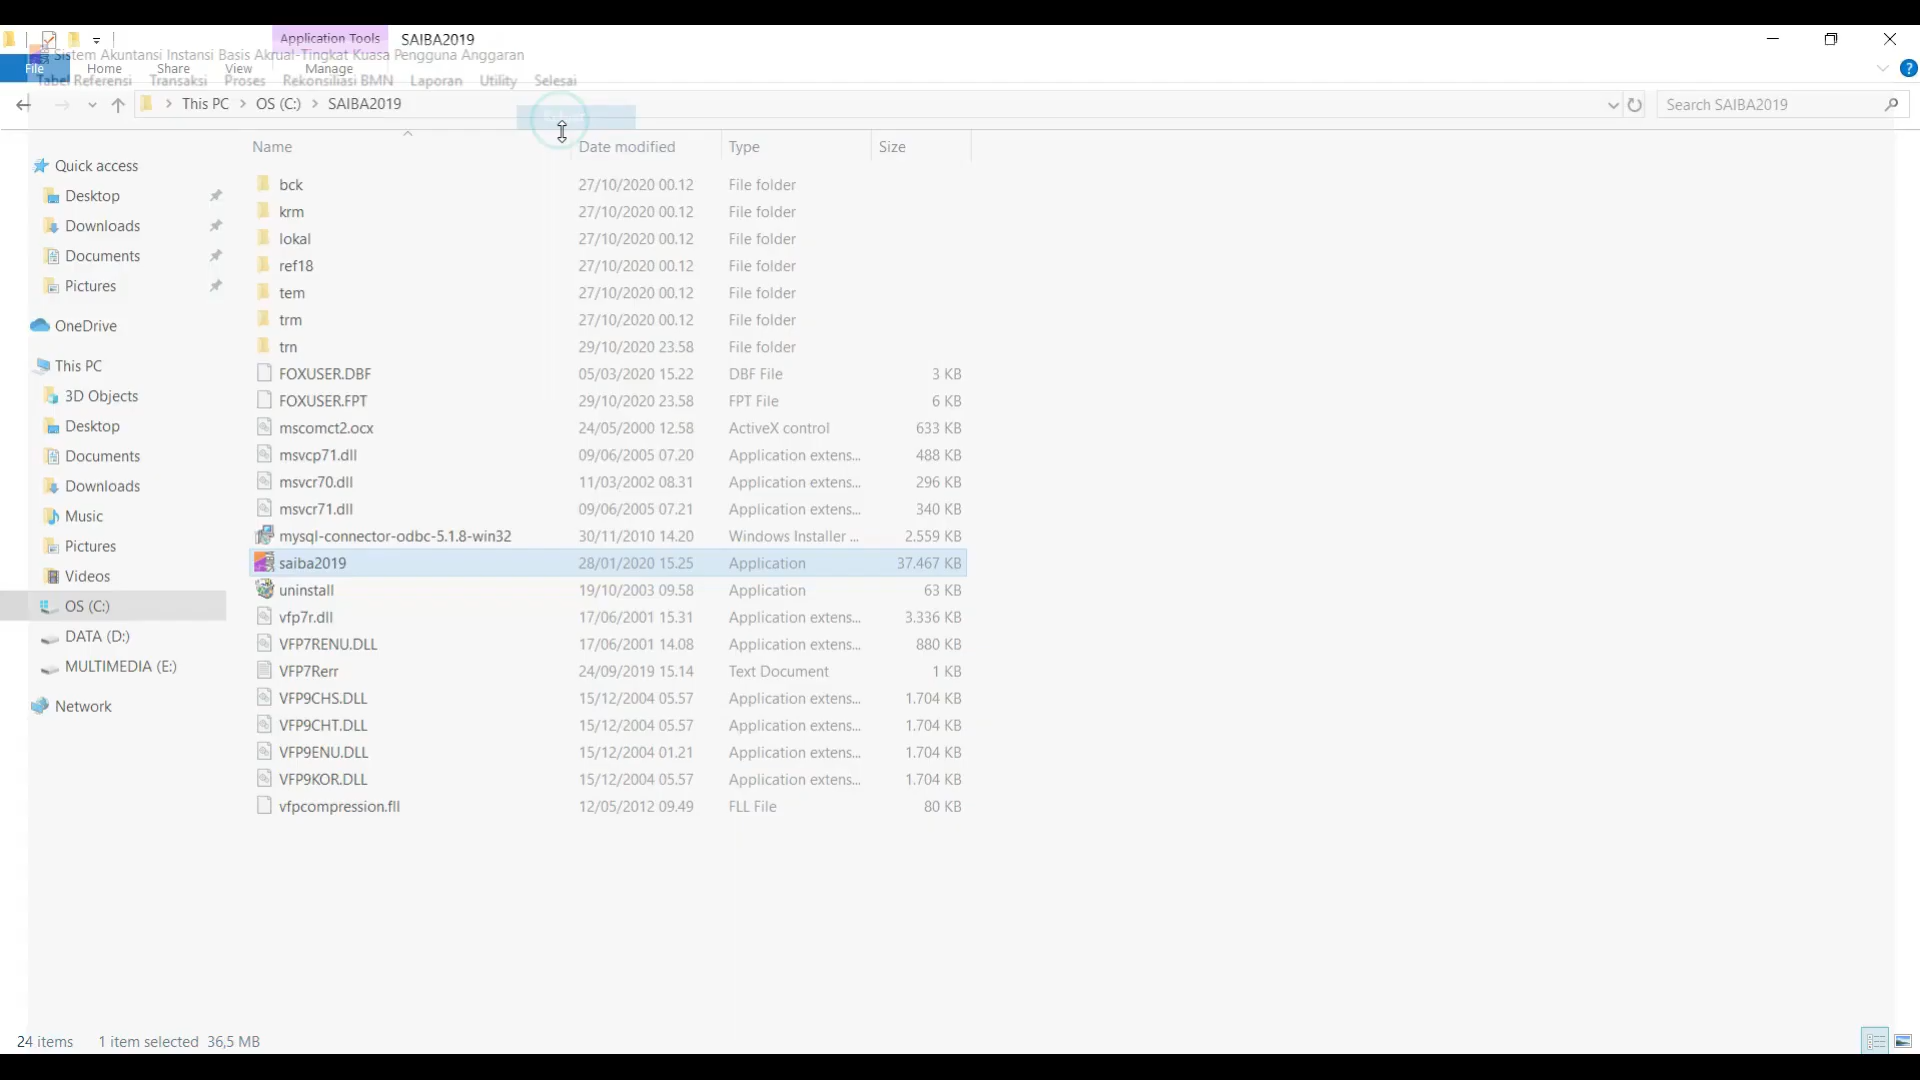 Application Tools SAIBA2019
Sistem Akuntansi Instansi Basis Akrual-Tingkat Kuasa Pengguna Anggaran
File Home Share View Manage
Tabel Referensi Transaksi Proses Rekonsiliasi BMN Laporan Utility Selesai
This PC OS (C:) SAIBA2019 Search SAIBA2019
Name Date modified Type Size
Quick access
Desktop
Downloads
Documents
Pictures
OneDrive
This PC
3D Objects
Desktop
Documents
Downloads
Music
Pictures
Videos
OS (C:)
DATA (D:)
MULTIMEDIA (E:)
Network
bck 27/10/2020 00.12 File folder
krm 27/10/2020 00.12 File folder
lokal 27/10/2020 00.12 File folder
ref18 27/10/2020 00.12 File folder
tem 27/10/2020 00.12 File folder
trm 27/10/2020 00.12 File folder
trn 29/10/2020 23.58 File folder
FOXUSER.DBF 05/03/2020 15.22 DBF File 3 KB
FOXUSER.FPT 29/10/2020 23.58 FPT File 6 KB
mscomct2.ocx 24/05/2000 12.58 ActiveX control 633 KB
msvcp71.dll 09/06/2005 07.20 Application extens... 488 KB
msvcr70.dll 11/03/2002 08.31 Application extens... 296 KB
msvcr71.dll 09/06/2005 07.21 Application extens... 340 KB
mysql-connector-odbc-5.1.8-win32 30/11/2010 14.20 Windows Installer ... 2.559 KB
saiba2019 28/01/2020 15.25 Application 37.467 KB
uninstall 19/10/2003 09.58 Application 63 KB
vfp7r.dll 17/06/2001 15.31 Application extens... 3.336 KB
VFP7RENU.DLL 17/06/2001 14.08 Application extens... 880 KB
VFP7Rerr 24/09/2019 15.14 Text Document 1 KB
VFP9CHS.DLL 15/12/2004 05.57 Application extens... 1.704 KB
VFP9CHT.DLL 15/12/2004 05.57 Application extens... 1.704 KB
VFP9ENU.DLL 15/12/2004 01.21 Application extens... 1.704 KB
VFP9KOR.DLL 15/12/2004 05.57 Application extens... 1.704 KB
vfpcompression.fll 12/05/2012 09.49 FLL File 80 KB
24 items 1 item selected 36,5 MB